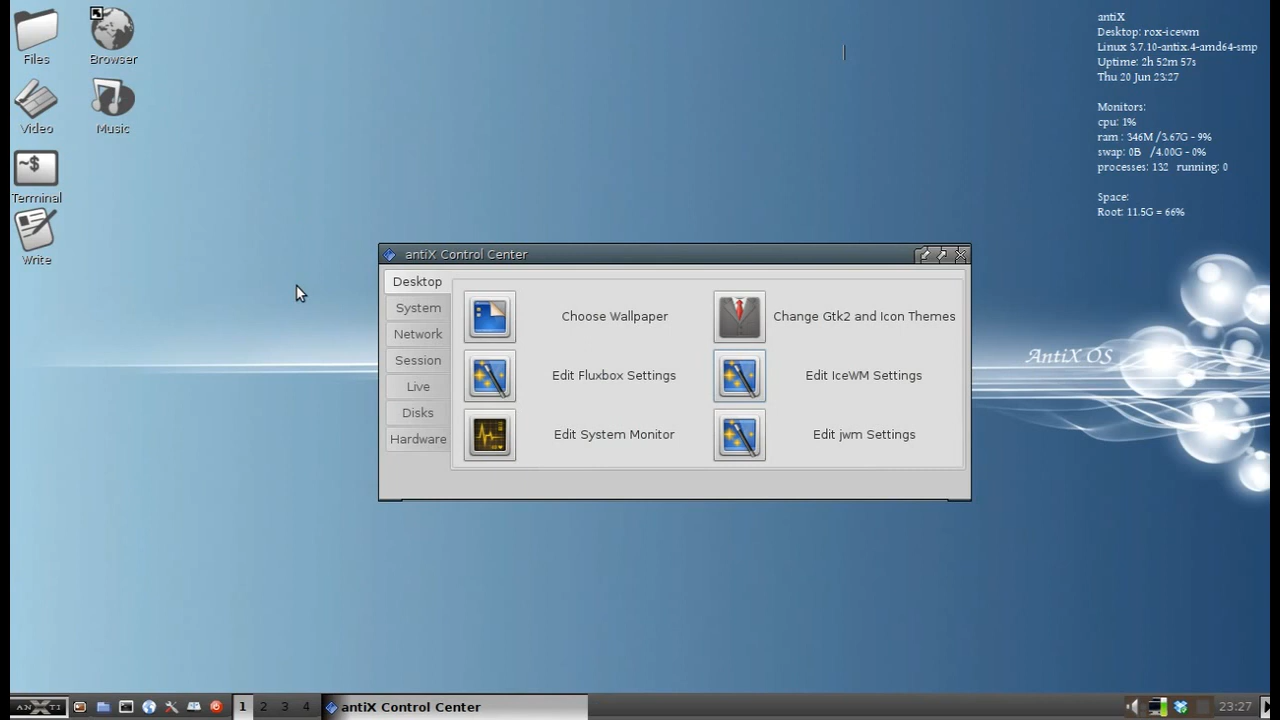 Files
Browser
Video
Music
~$
Terminal
Write
antiX
Desktop: rox-icewm
Linux 3.7.10-antix.4-amd64-smp
Uptime: 2h 52m 57s
Thu 20 Jun 23:27
Monitors:
cpu: 1%
ram : 346M /3.67G - 9%
swap: 0B /4.00G - 0%
processes: 132 running: 0
Space:
Root: 11.5G = 66%
AntiX OS
antiX Control Center
Desktop
System
Network
Session
Live
Disks
Hardware
Choose Wallpaper
Change Gtk2 and Icon Themes
Edit Fluxbox Settings
Edit IceWM Settings
Edit System Monitor
Edit jwm Settings
ANXTI
1 2 3 4
antiX Control Center
23:27